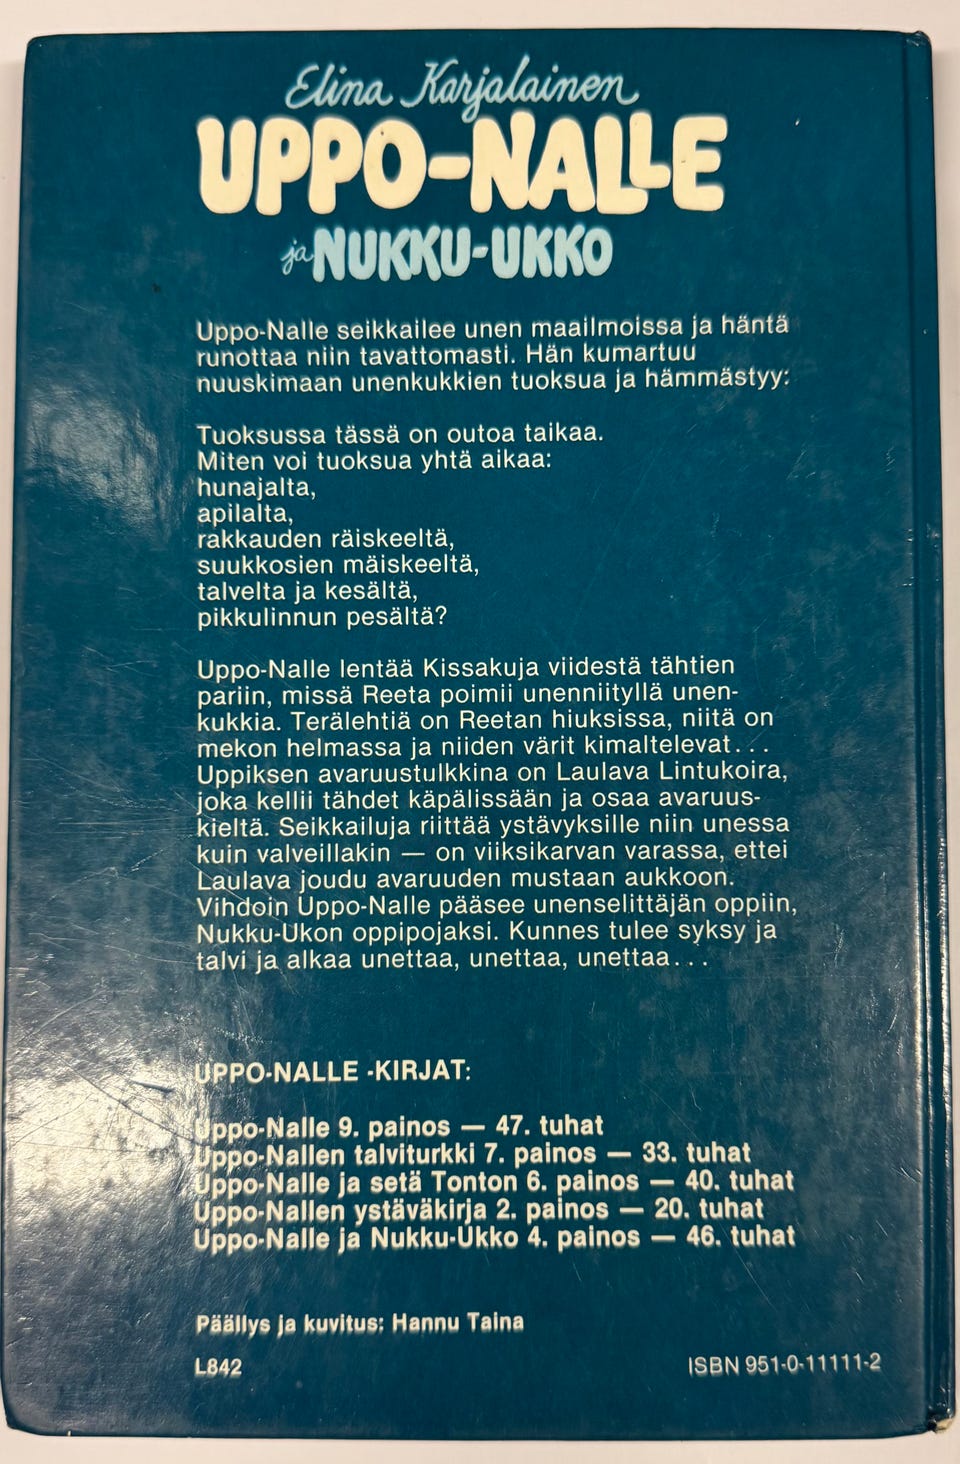 Elina Karjalainen
UPPO-NALLE
ja NUKKU-UKKO
Uppo-Nalle seikkailee unen maailmoissa ja häntä
runottaa niin tavattomasti. Hän kumartuu
nuuskimaan unenkukkien tuoksua ja hämmästyy:
Tuoksussa tässä on outoa taikaa.
Miten voi tuoksua yhtä aikaa:
hunajalta,
apilalta,
rakkauden räiskeeltä,
suukkosien mäiskeeltä,
talvelta ja kesältä,
pikkulinnun pesältä?
Uppo-Nalle lentää Kissakuja viidestä tähtien
pariin, missä Reeta poimii unenniityllä unen-
kukkia. Terälehtiä on Reetan hiuksissa, niitä on
mekon helmassa ja niiden värit kimaltelevat...
Uppiksen avaruustulkkina on Laulava Lintukoira,
joka kellii tähdet käpälissään ja osaa avaruus-
kieltä. Seikkailuja riittää ystävyksille niin unessa
kuin valveillakin — on viiksikarvan varassa, ettei
Laulava joudu avaruuden mustaan aukkoon.
Vihdoin Uppo-Nalle pääsee unenselittäjän oppiin,
Nukku-Ukon oppipojaksi. Kunnes tulee syksy ja
talvi ja alkaa unettaa, unettaa, unettaa...
UPPO-NALLE -KIRJAT:
Uppo-Nalle 9. painos — 47. tuhat
Uppo-Nallen talviturkki 7. painos — 33. tuhat
Uppo-Nalle ja setä Tonton 6. painos — 40. tuhat
Uppo-Nallen ystäväkirja 2. painos — 20. tuhat
Uppo-Nalle ja Nukku-Ukko 4. painos — 46. tuhat
Päällys ja kuvitus: Hannu Taina
L842
ISBN 951-0-11111-2